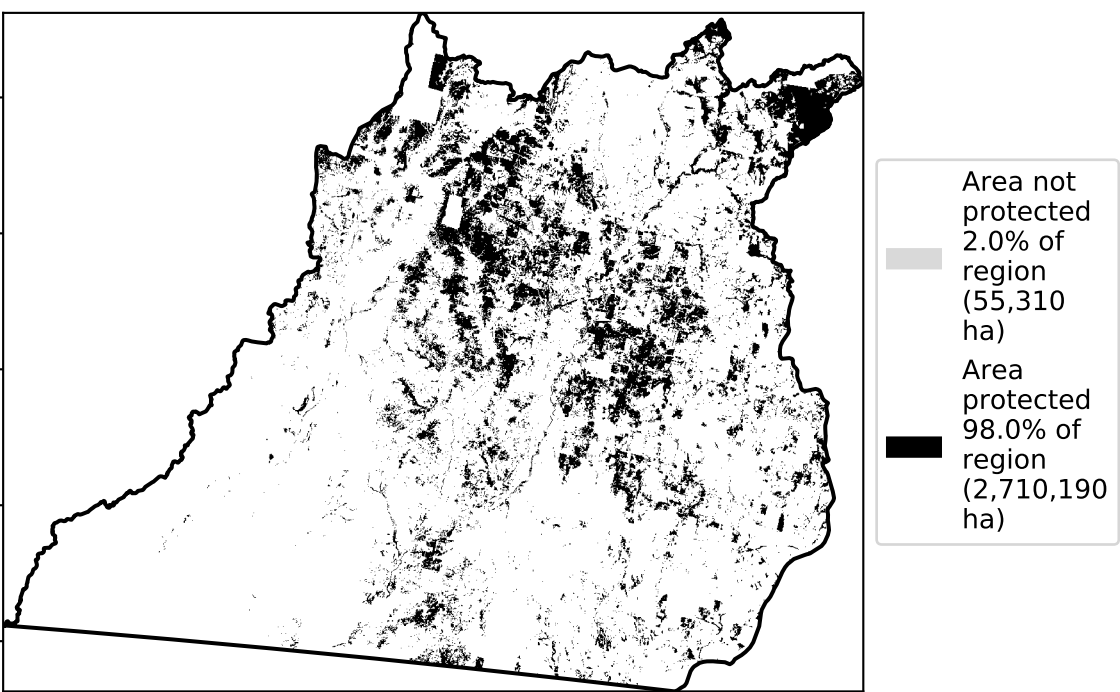 Area not
protected
2.0% of
region
(55,310
ha)
Area
protected
98.0% of
region
(2,710,190
ha)